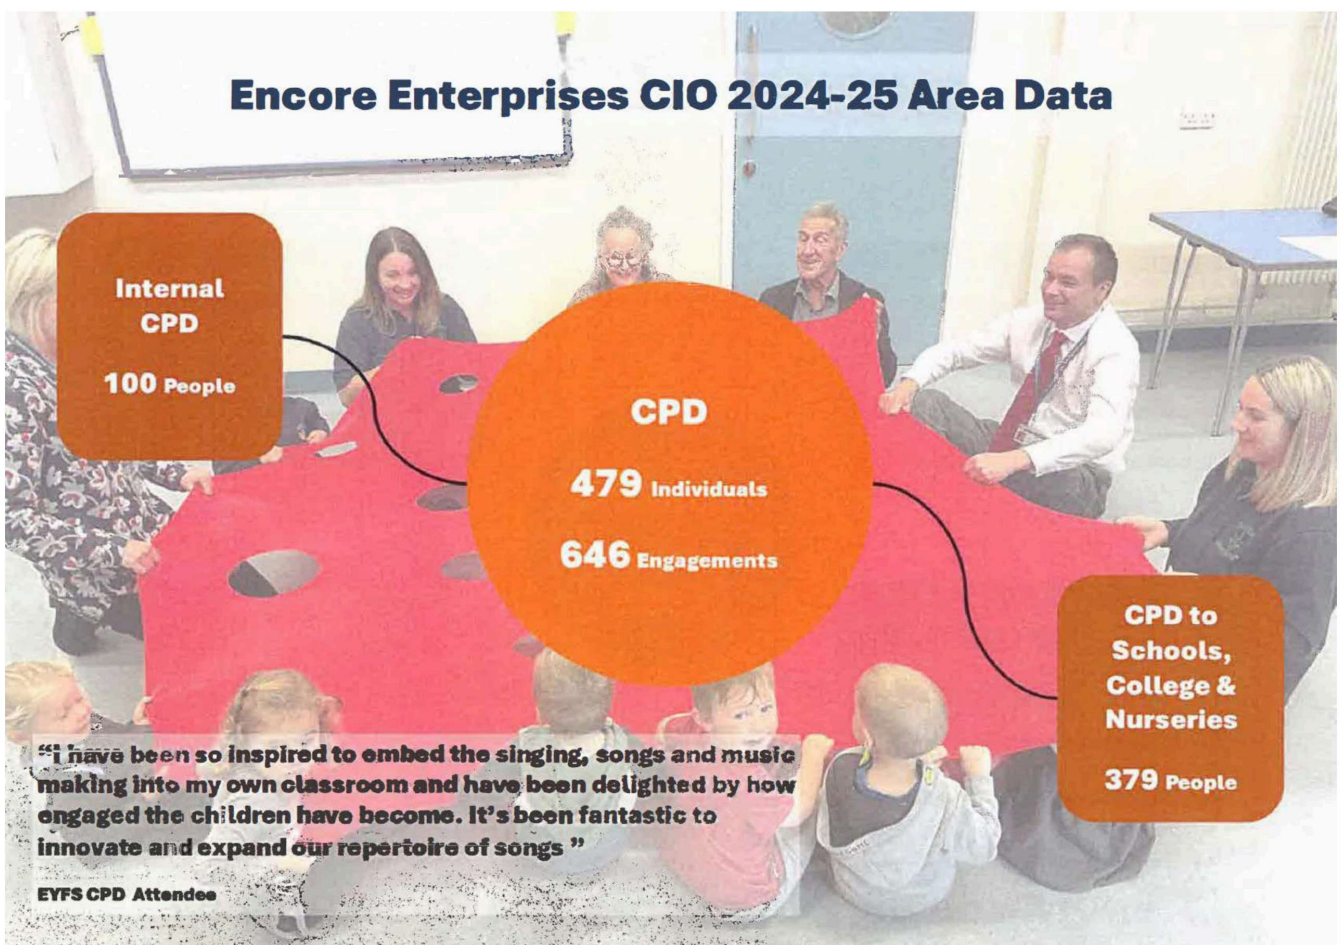 Encore Enterprises CIO 2024-25 Area Data
Internal
CPD
100 People
CPD
479 Individuals
646 Engagements
CPD to
Schools,
College &
Nurseries
379 People
“I have been so inspired to embed the singing, songs and music
making into my own classroom and have been delighted by how
engaged the children have become. It's been fantastic to
innovate and expand our repertoire of songs ”
EYFS CPD Attendee